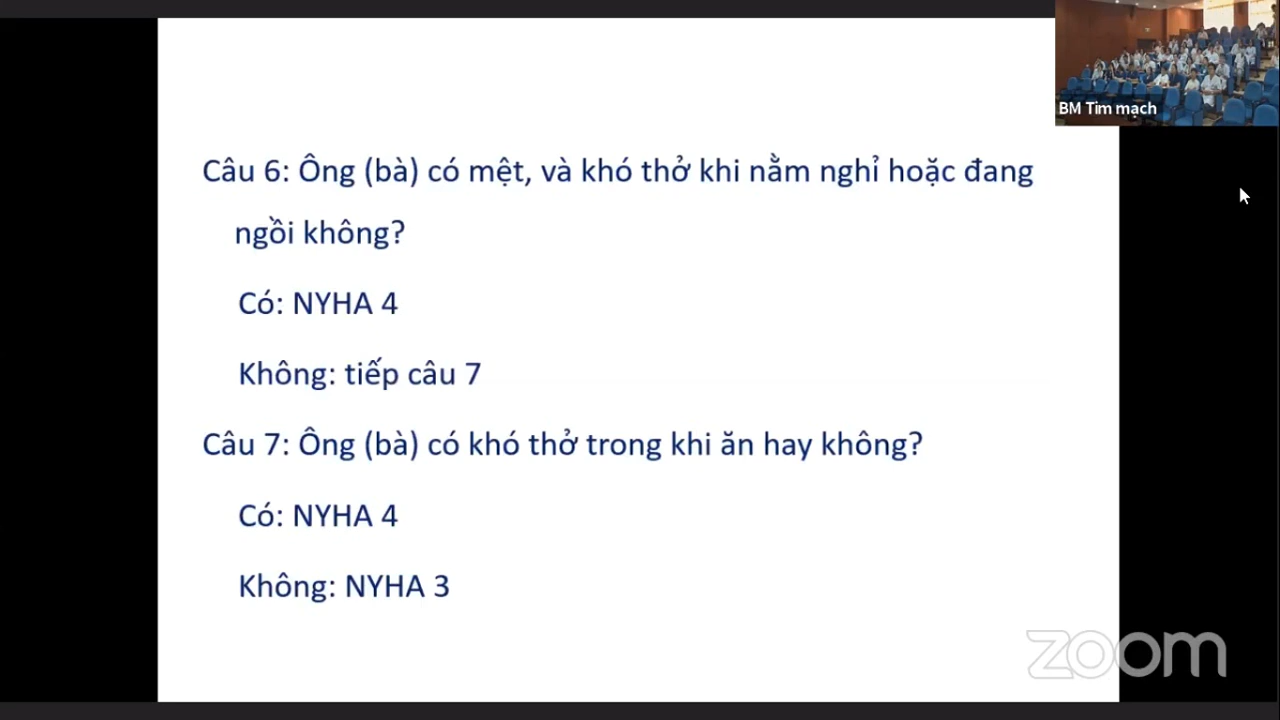 BM Tim mạch
Câu 6: Ông (bà) có mệt, và khó thở khi nằm nghỉ hoặc đang
ngồi không?
Có: NYHA 4
Không: tiếp câu 7
Câu 7: Ông (bà) có khó thở trong khi ăn hay không?
Có: NYHA 4
Không: NYHA 3
zoom